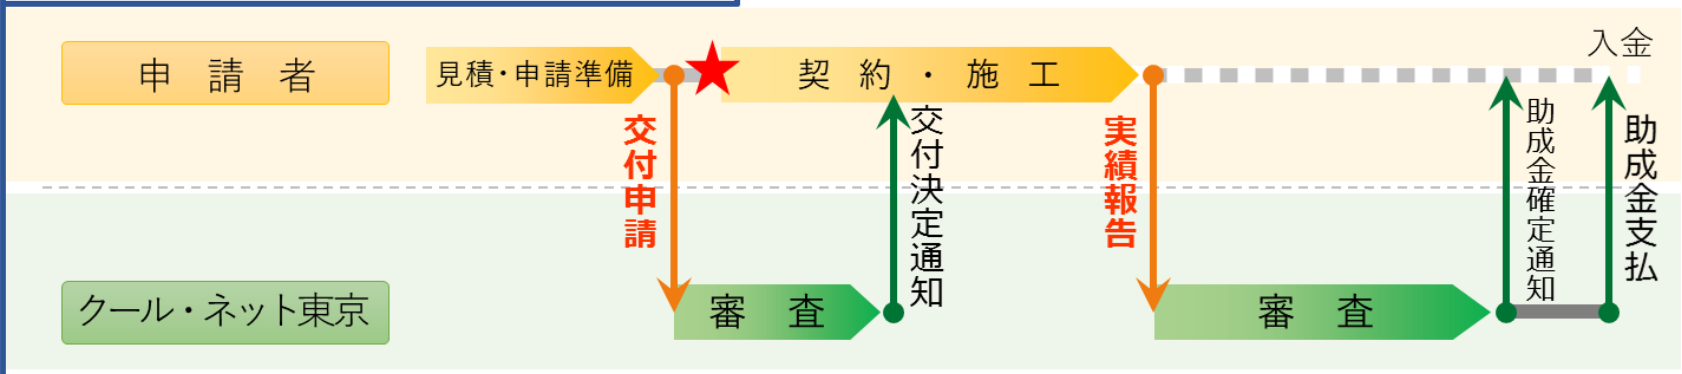 入金
申請者
見積・申請準備
契約・施工
交付申請
交付決定通知
実績報告
助成金確定通知
助成金支払
クール・ネット東京
審査
審査